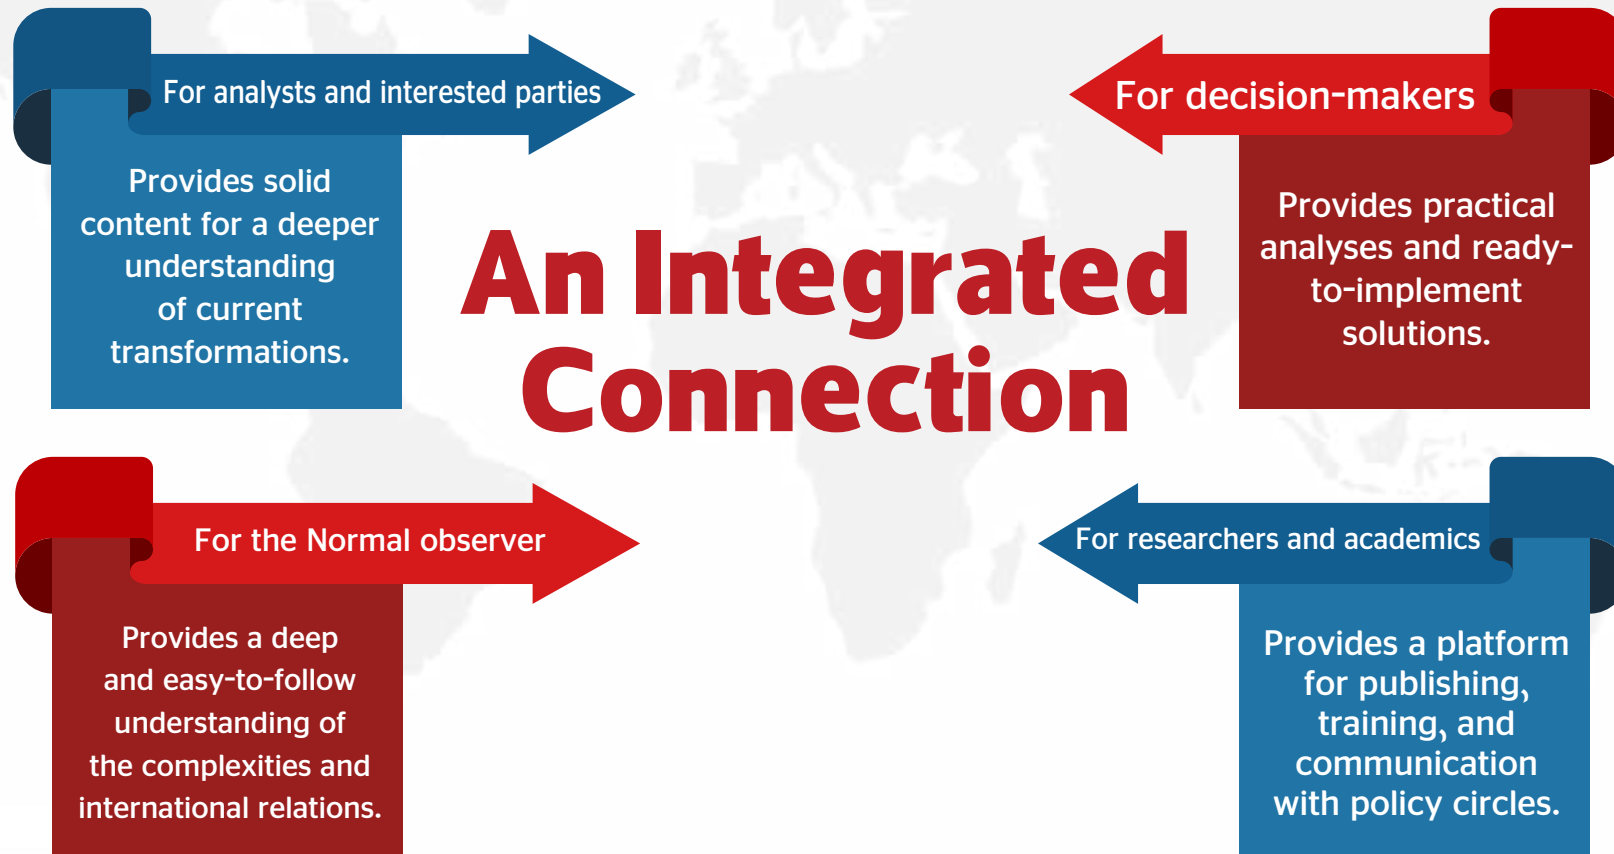 For analysts and interested parties
Provides solid
content for a deeper
understanding
of current
transformations.
For decision-makers
Provides practical
analyses and ready-
to-implement
solutions.
An Integrated
Connection
For the Normal observer
Provides a deep
and easy-to-follow
understanding of
the complexities and
international relations.
For researchers and academics
Provides a platform
for publishing,
training, and
communication
with policy circles.